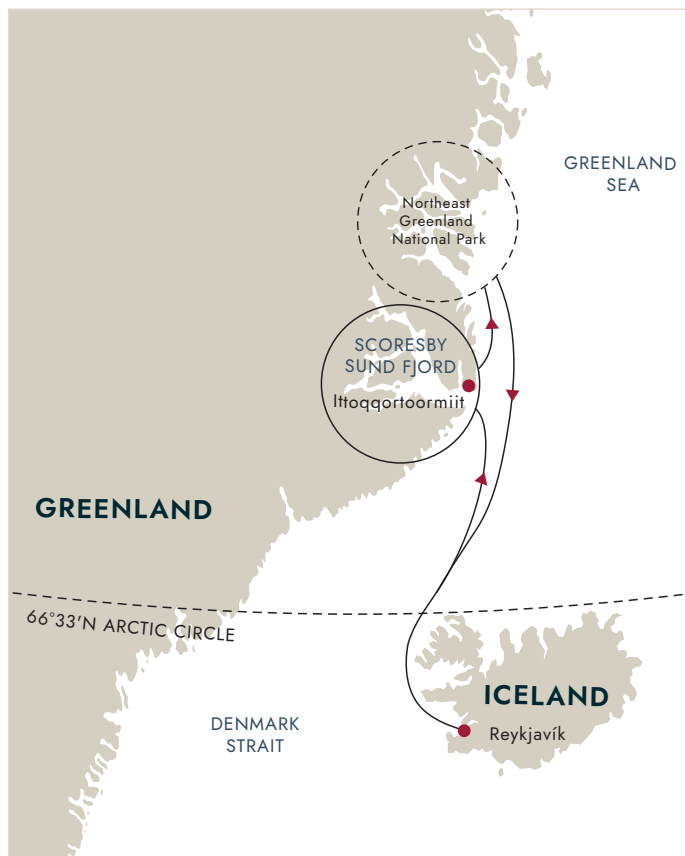 GREENLAND
SEA
Northeast
Greenland
National Park
SCORESBY
SUND FJORD
Ittoqqortoormiit
GREENLAND
66°33'N ARCTIC CIRCLE
ICELAND
DENMARK
STRAIT
Reykjavík